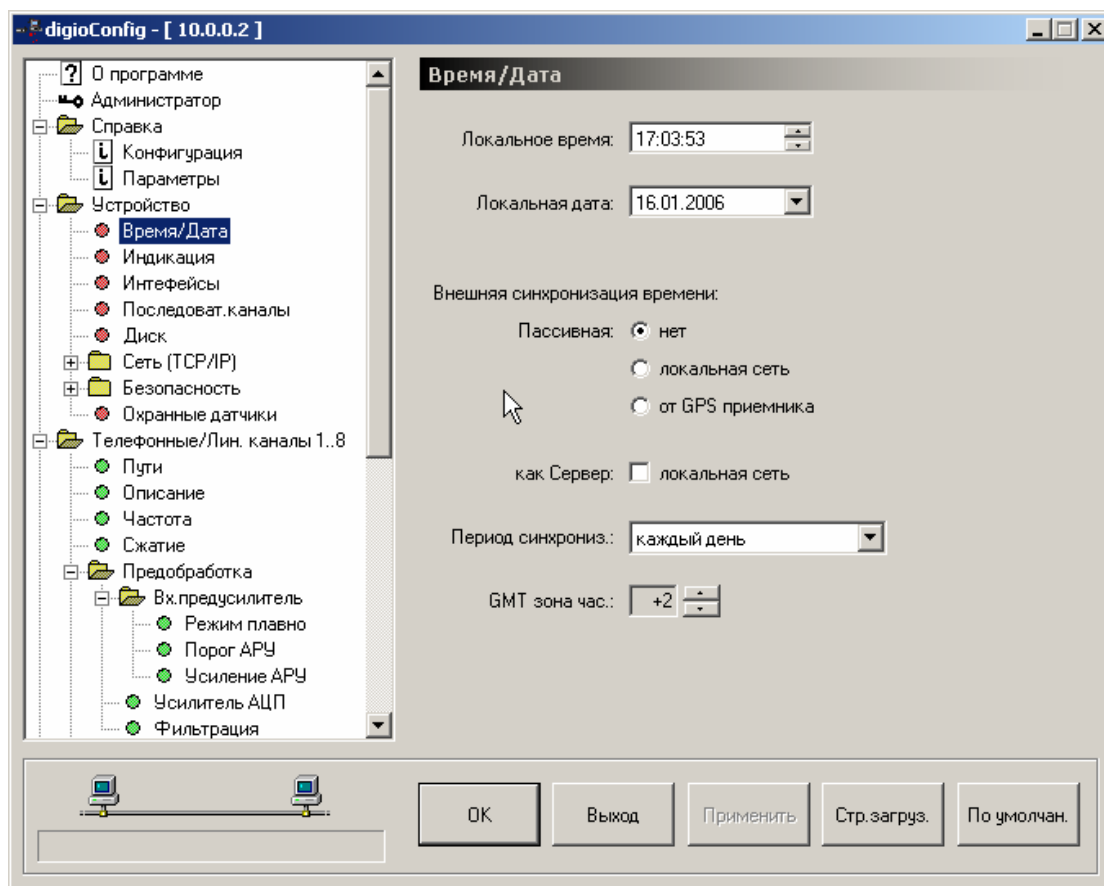 digioConfig - [ 10.0.0.2 ]
О программе
Администратор
Справка
Конфигурация
Параметры
Устройство
Время/Дата
Индикация
Интефейсы
Последоват.каналы
Диск
Сеть (TCP/IP)
Безопасность
Охранные датчики
Телефонные/Лин. каналы 1..8
Пути
Описание
Частота
Сжатие
Предобработка
Вх.предусилитель
Режим плавно
Порог АРУ
Усиление АРУ
Усилитель АЦП
Фильтрация
Время/Дата
Локальное время: 17:03:53
Локальная дата: 16.01.2006
Внешняя синхронизация времени:
Пассивная: нет
локальная сеть
от GPS приемника
как Сервер: локальная сеть
Период синхрониз.: каждый день
GMT зона час.: +2
OK Выход Применить Стр.загруз. По умолчан.